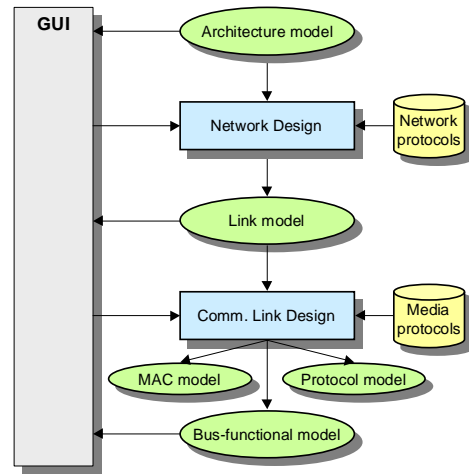 GUI
Architecture model
Network Design
Network
protocols
Link model
Comm. Link Design
Media
protocols
MAC model
Protocol model
Bus-functional model